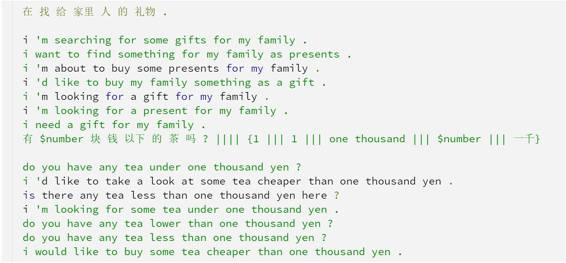 在 找 给 家里 人 的 礼物 .
i 'm searching for some gifts for my family .
i want to find something for my family as presents .
i 'm about to buy some presents for my family .
i 'd like to buy my family something as a gift .
i 'm looking for a gift for my family .
i 'm looking for a present for my family .
i need a gift for my family .
有 $number 块 钱 以下 的 茶 吗 ? |||| {1 ||| 1 ||| one thousand ||| $number ||| 一千}
do you have any tea under one thousand yen ?
i 'd like to take a look at some tea cheaper than one thousand yen .
is there any tea less than one thousand yen here ?
i 'm looking for some tea under one thousand yen .
do you have any tea lower than one thousand yen ?
do you have any tea less than one thousand yen ?
i would like to buy some tea cheaper than one thousand yen .